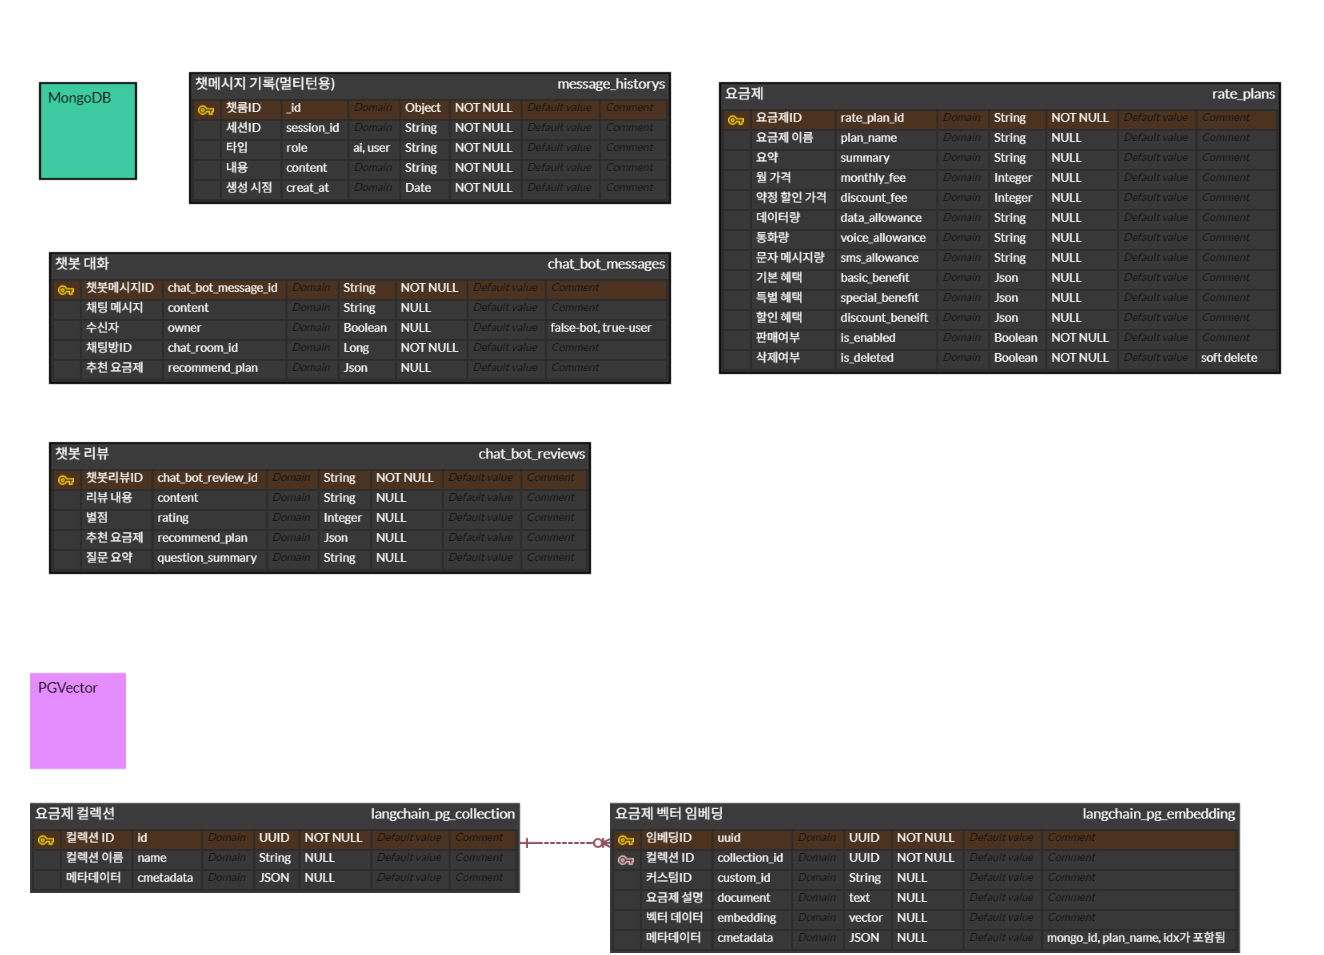 MongoDB
챗메시지 기록(멀티턴용) message_historys
챗룸ID _id Domain Object NOT NULL Default value Comment
세션ID session_id Domain String NOT NULL Default value Comment
타입 role ai, user String NOT NULL Default value Comment
내용 content Domain String NOT NULL Default value Comment
생성 시점 creat_at Domain Date NOT NULL Default value Comment
요금제 rate_plans
요금제ID rate_plan_id Domain String NOT NULL Default value Comment
요금제 이름 plan_name Domain String NULL Default value Comment
요약 summary Domain String NULL Default value Comment
월 가격 monthly_fee Domain Integer NULL Default value Comment
약정 할인 가격 discount_fee Domain Integer NULL Default value Comment
데이터량 data_allowance Domain String NULL Default value Comment
통화량 voice_allowance Domain String NULL Default value Comment
문자 메시지량 sms_allowance Domain String NULL Default value Comment
기본 혜택 basic_benefit Domain Json NULL Default value Comment
특별 혜택 special_benefit Domain Json NULL Default value Comment
할인 혜택 discount_beneift Domain Json NULL Default value Comment
판매여부 is_enabled Domain Boolean NOT NULL Default value Comment
삭제여부 is_deleted Domain Boolean NOT NULL Default value soft delete
챗봇 대화 chat_bot_messages
챗봇메시지ID chat_bot_message_id Domain String NOT NULL Default value Comment
채팅 메시지 content Domain String NULL Default value Comment
수신자 owner Domain Boolean NULL Default value false-bot, true-user
채팅방ID chat_room_id Domain Long NOT NULL Default value Comment
추천 요금제 recommend_plan Domain Json NULL Default value Comment
챗봇 리뷰 chat_bot_reviews
챗봇리뷰ID chat_bot_review_id Domain String NOT NULL Default value Comment
리뷰 내용 content Domain String NULL Default value Comment
별점 rating Domain Integer NULL Default value Comment
추천 요금제 recommend_plan Domain Json NULL Default value Comment
질문 요약 question_summary Domain String NULL Default value Comment
PGVector
요금제 컬렉션 langchain_pg_collection
컬렉션 ID id Domain UUID NOT NULL Default value Comment
컬렉션 이름 name Domain String NULL Default value Comment
메타데이터 cmetadata Domain JSON NULL Default value Comment
요금제 벡터 임베딩 langchain_pg_embedding
임베딩ID uuid Domain UUID NOT NULL Default value Comment
컬렉션 ID collection_id Domain UUID NOT NULL Default value Comment
커스텀ID custom_id Domain String NULL Default value Comment
요금제 설명 document Domain text NULL Default value Comment
벡터 데이터 embedding Domain vector NULL Default value Comment
메타데이터 cmetadata Domain JSON NULL Default value mongo_id, plan_name, idx가 포함됨